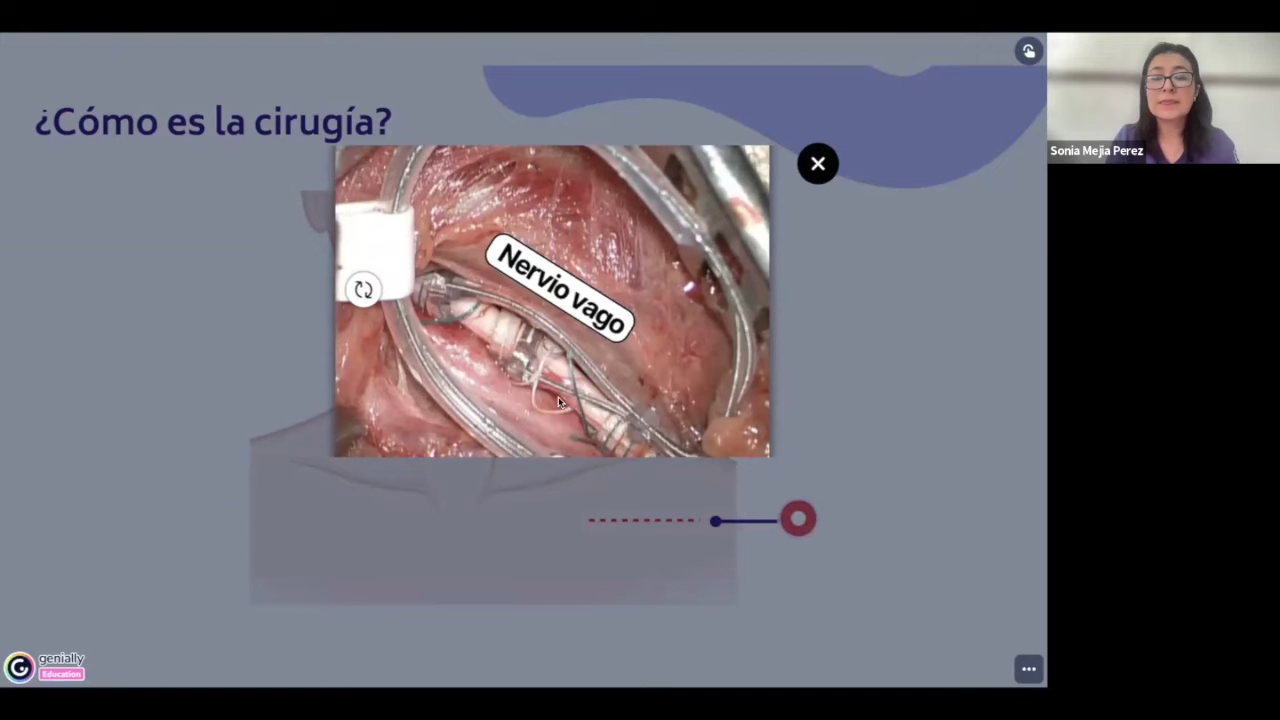 ¿Cómo es la cirugía?
Sonia Mejia Perez
Nervio vago
genially
Education